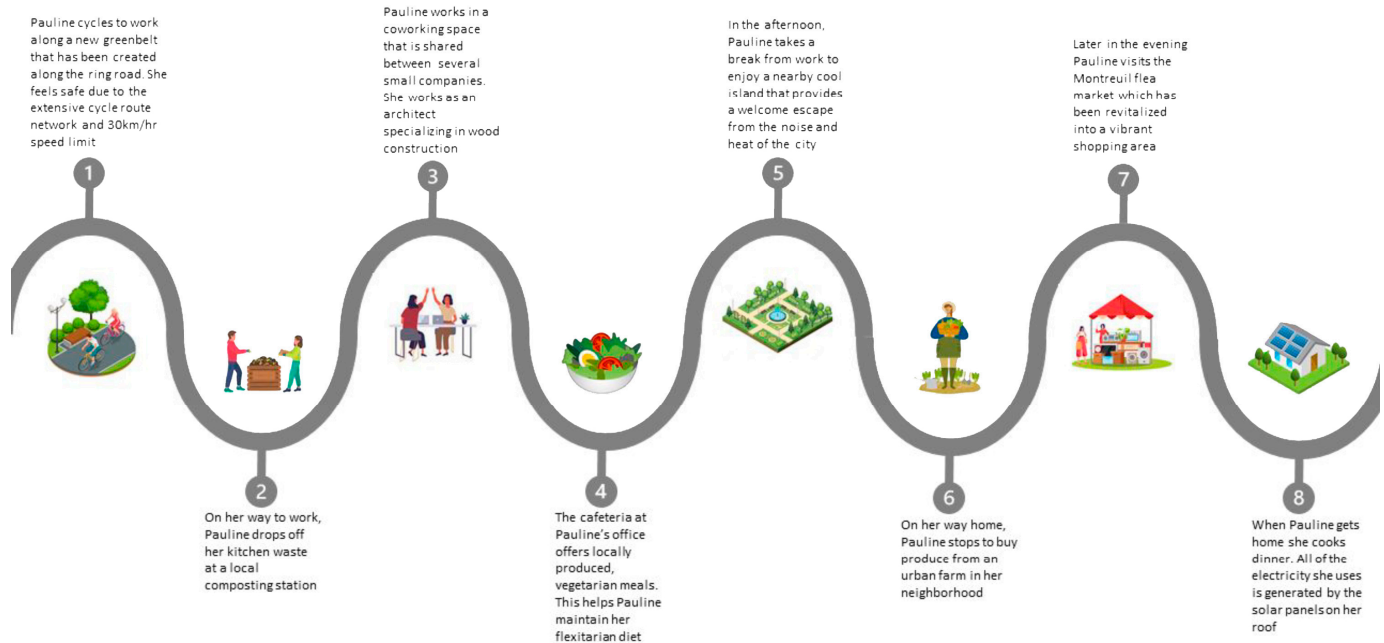 Pauline cycles to work
along a new greenbelt
that has been created
along the ring road. She
feels safe due to the
extensive cycle route
network and 30km/hr
speed limit
1
2
On her way to work,
Pauline drops off
her kitchen waste
at a local
composting station
Pauline works in a
coworking space
that is shared
between several
small companies.
She works as an
architect
specializing in wood
construction
3
4
The cafeteria at
Pauline's office
offers locally
produced,
vegetarian meals.
This helps Pauline
maintain her
flexitarian diet
In the afternoon,
Pauline takes a
break from work to
enjoy a nearby cool
island that provides
a welcome escape
from the noise and
heat of the city
5
6
On her way home,
Pauline stops to buy
produce from an
urban farm in her
neighborhood
Later in the evening
Pauline visits the
Montreuil flea
market which has
been revitalized
into a vibrant
shopping area
7
8
When Pauline gets
home she cooks
dinner. All of the
electricity she uses
is generated by the
solar panels on her
roof